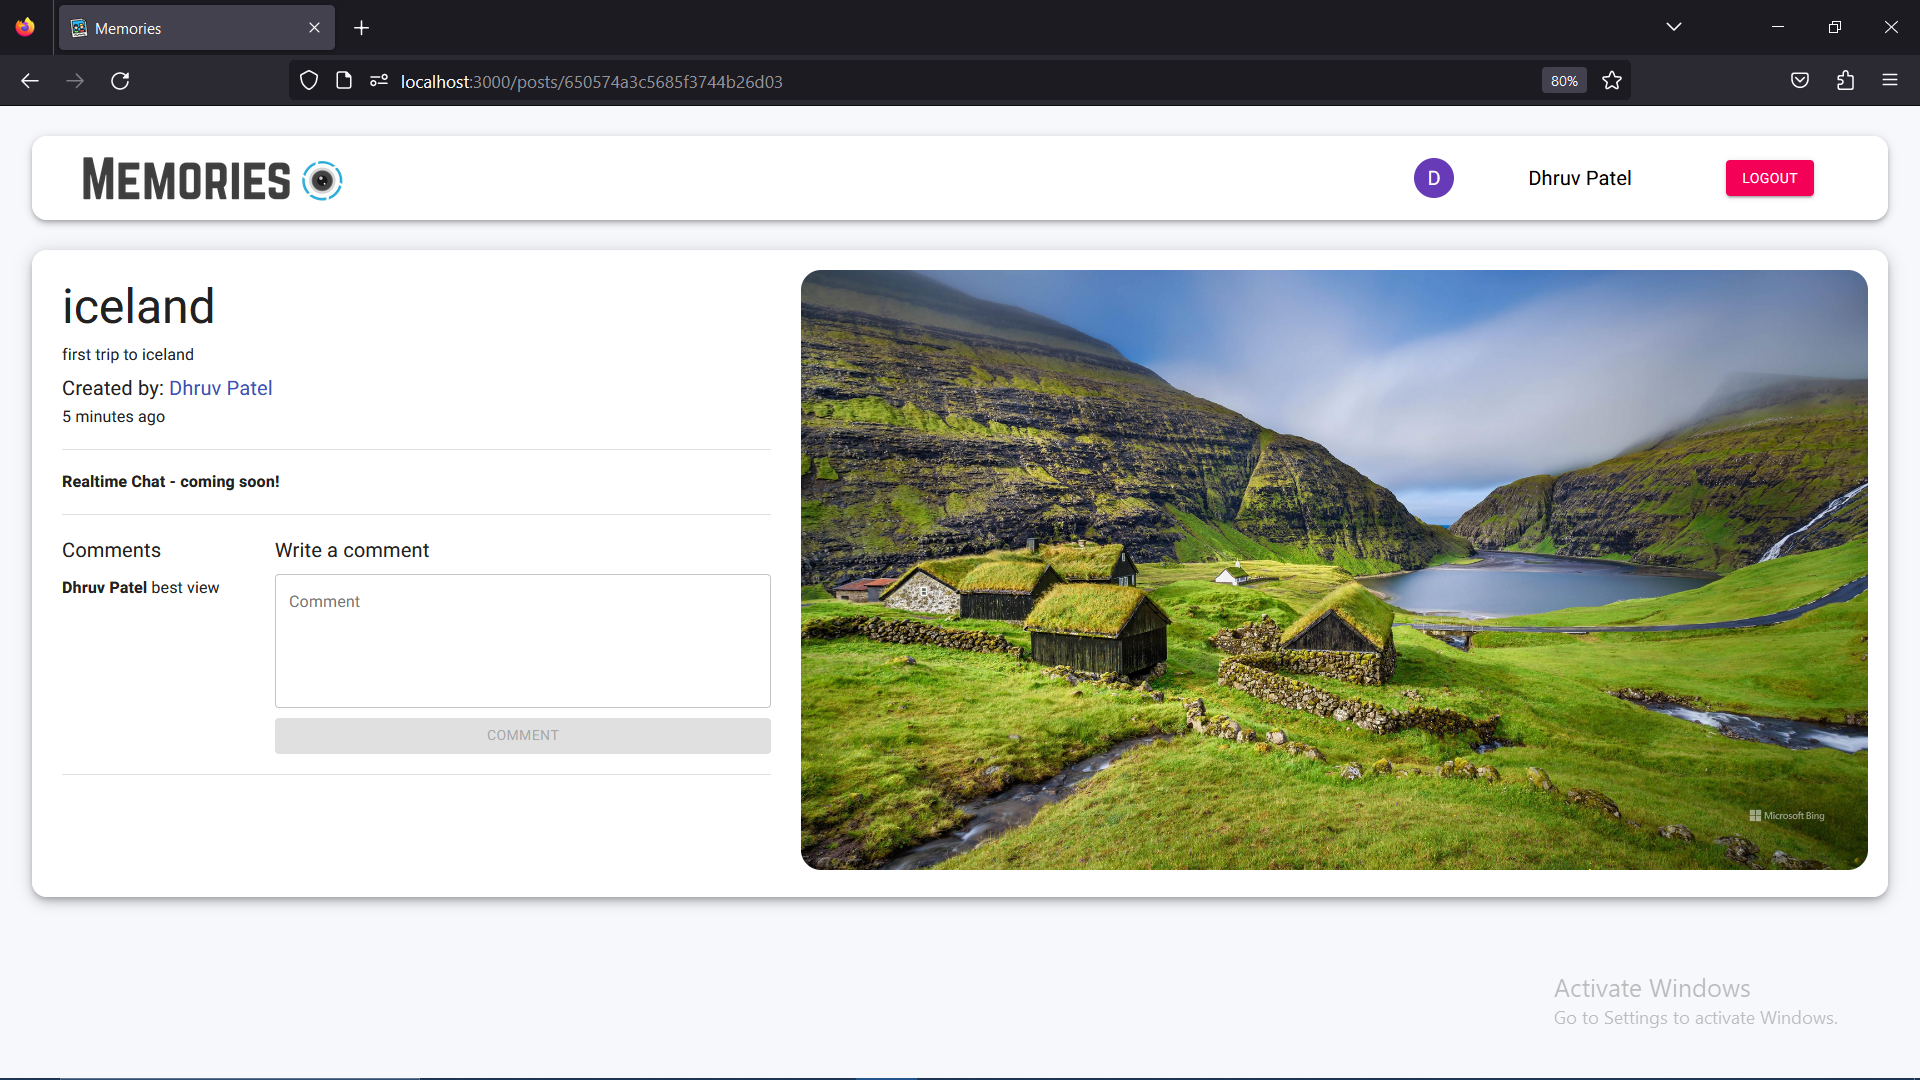 Memories
localhost:3000/posts/650574a3c5685f3744b26d03
80%
MEMORIES
D
Dhruv Patel
LOGOUT
iceland
first trip to iceland
Created by: Dhruv Patel
5 minutes ago
Realtime Chat - coming soon!
Comments
Dhruv Patel best view
Write a comment
Comment
COMMENT
Microsoft Bing
Activate Windows
Go to Settings to activate Windows.